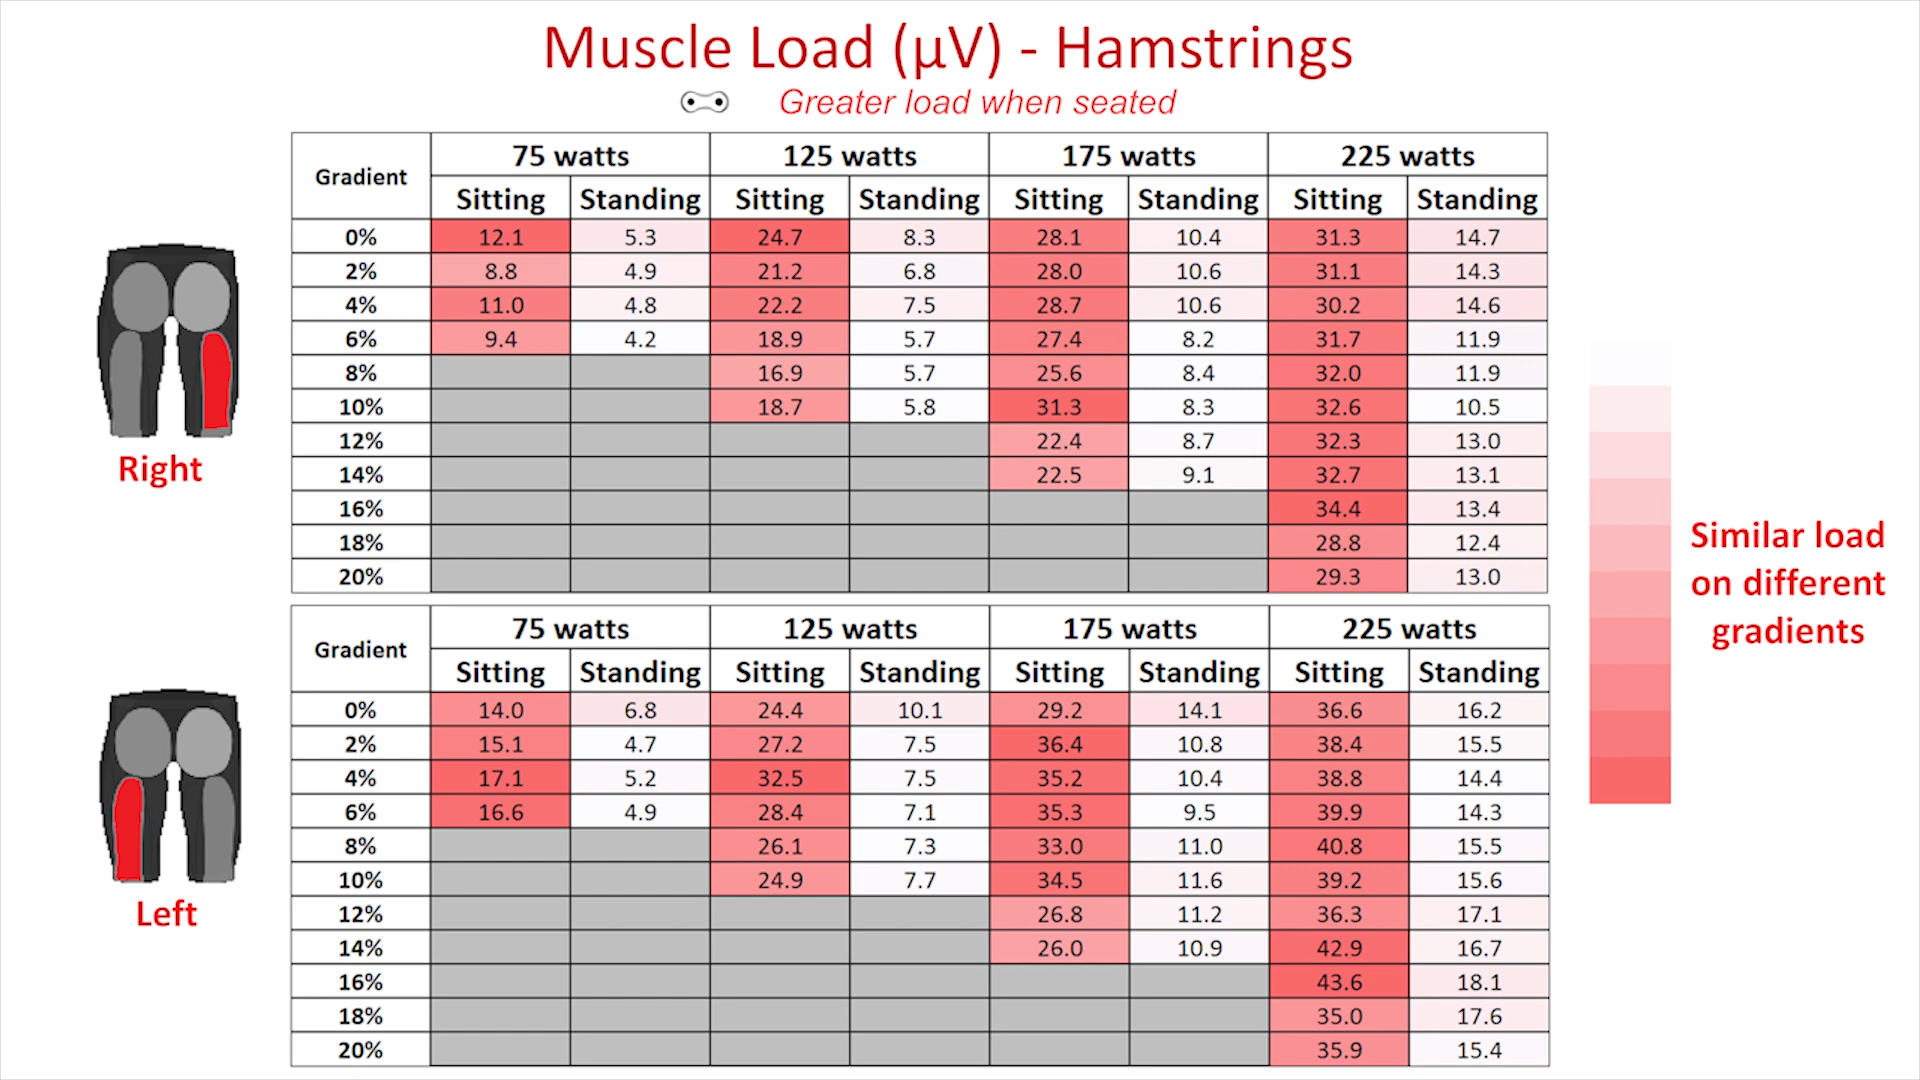 Muscle Load (µV) - Hamstrings
Greater load when seated
Gradient 75 watts 125 watts 175 watts 225 watts
Sitting Standing Sitting Standing Sitting Standing Sitting Standing
0% 12.1 5.3 24.7 8.3 28.1 10.4 31.3 14.7
2% 8.8 4.9 21.2 6.8 28.0 10.6 31.1 14.3
4% 11.0 4.8 22.2 7.5 28.7 10.6 30.2 14.6
6% 9.4 4.2 18.9 5.7 27.4 8.2 31.7 11.9
8% 16.9 5.7 25.6 8.4 32.0 11.9
10% 18.7 5.8 31.3 8.3 32.6 10.5
12% 22.4 8.7 32.3 13.0
14% 22.5 9.1 32.7 13.1
16% 34.4 13.4
18% 28.8 12.4
20% 29.3 13.0
Right
Gradient 75 watts 125 watts 175 watts 225 watts
Sitting Standing Sitting Standing Sitting Standing Sitting Standing
0% 14.0 6.8 24.4 10.1 29.2 14.1 36.6 16.2
2% 15.1 4.7 27.2 7.5 36.4 10.8 38.4 15.5
4% 17.1 5.2 32.5 7.5 35.2 10.4 38.8 14.4
6% 16.6 4.9 28.4 7.1 35.3 9.5 39.9 14.3
8% 26.1 7.3 33.0 11.0 40.8 15.5
10% 24.9 7.7 34.5 11.6 39.2 15.6
12% 26.8 11.2 36.3 17.1
14% 26.0 10.9 42.9 16.7
16% 43.6 18.1
18% 35.0 17.6
20% 35.9 15.4
Left
Similar load
on different
gradients